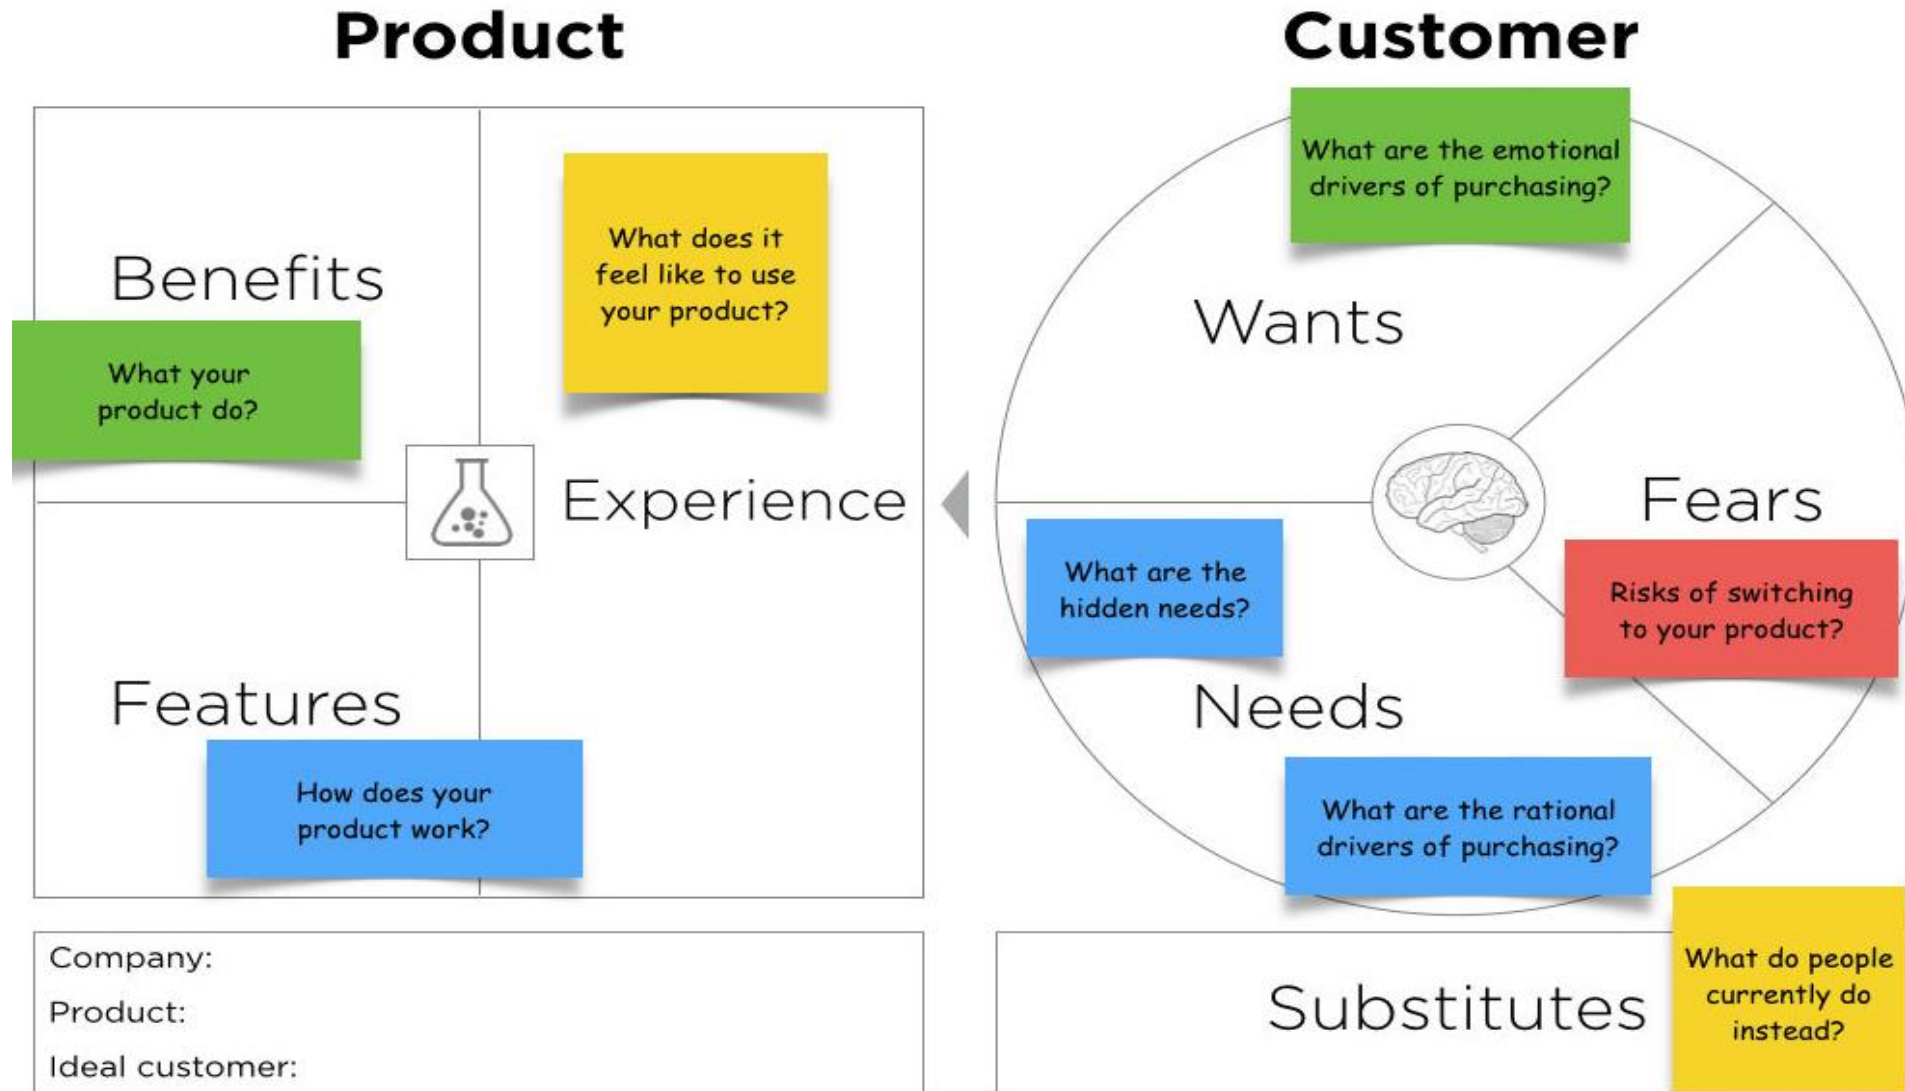 Product
Benefits
What your
product do?
What does it
feel like to use
your product?
Experience
Features
How does your
product work?
Company:
Product:
Ideal customer:
Customer
What are the emotional
drivers of purchasing?
Wants
Fears
Risks of switching
to your product?
What are the
hidden needs?
Needs
What are the rational
drivers of purchasing?
Substitutes
What do people
currently do
instead?